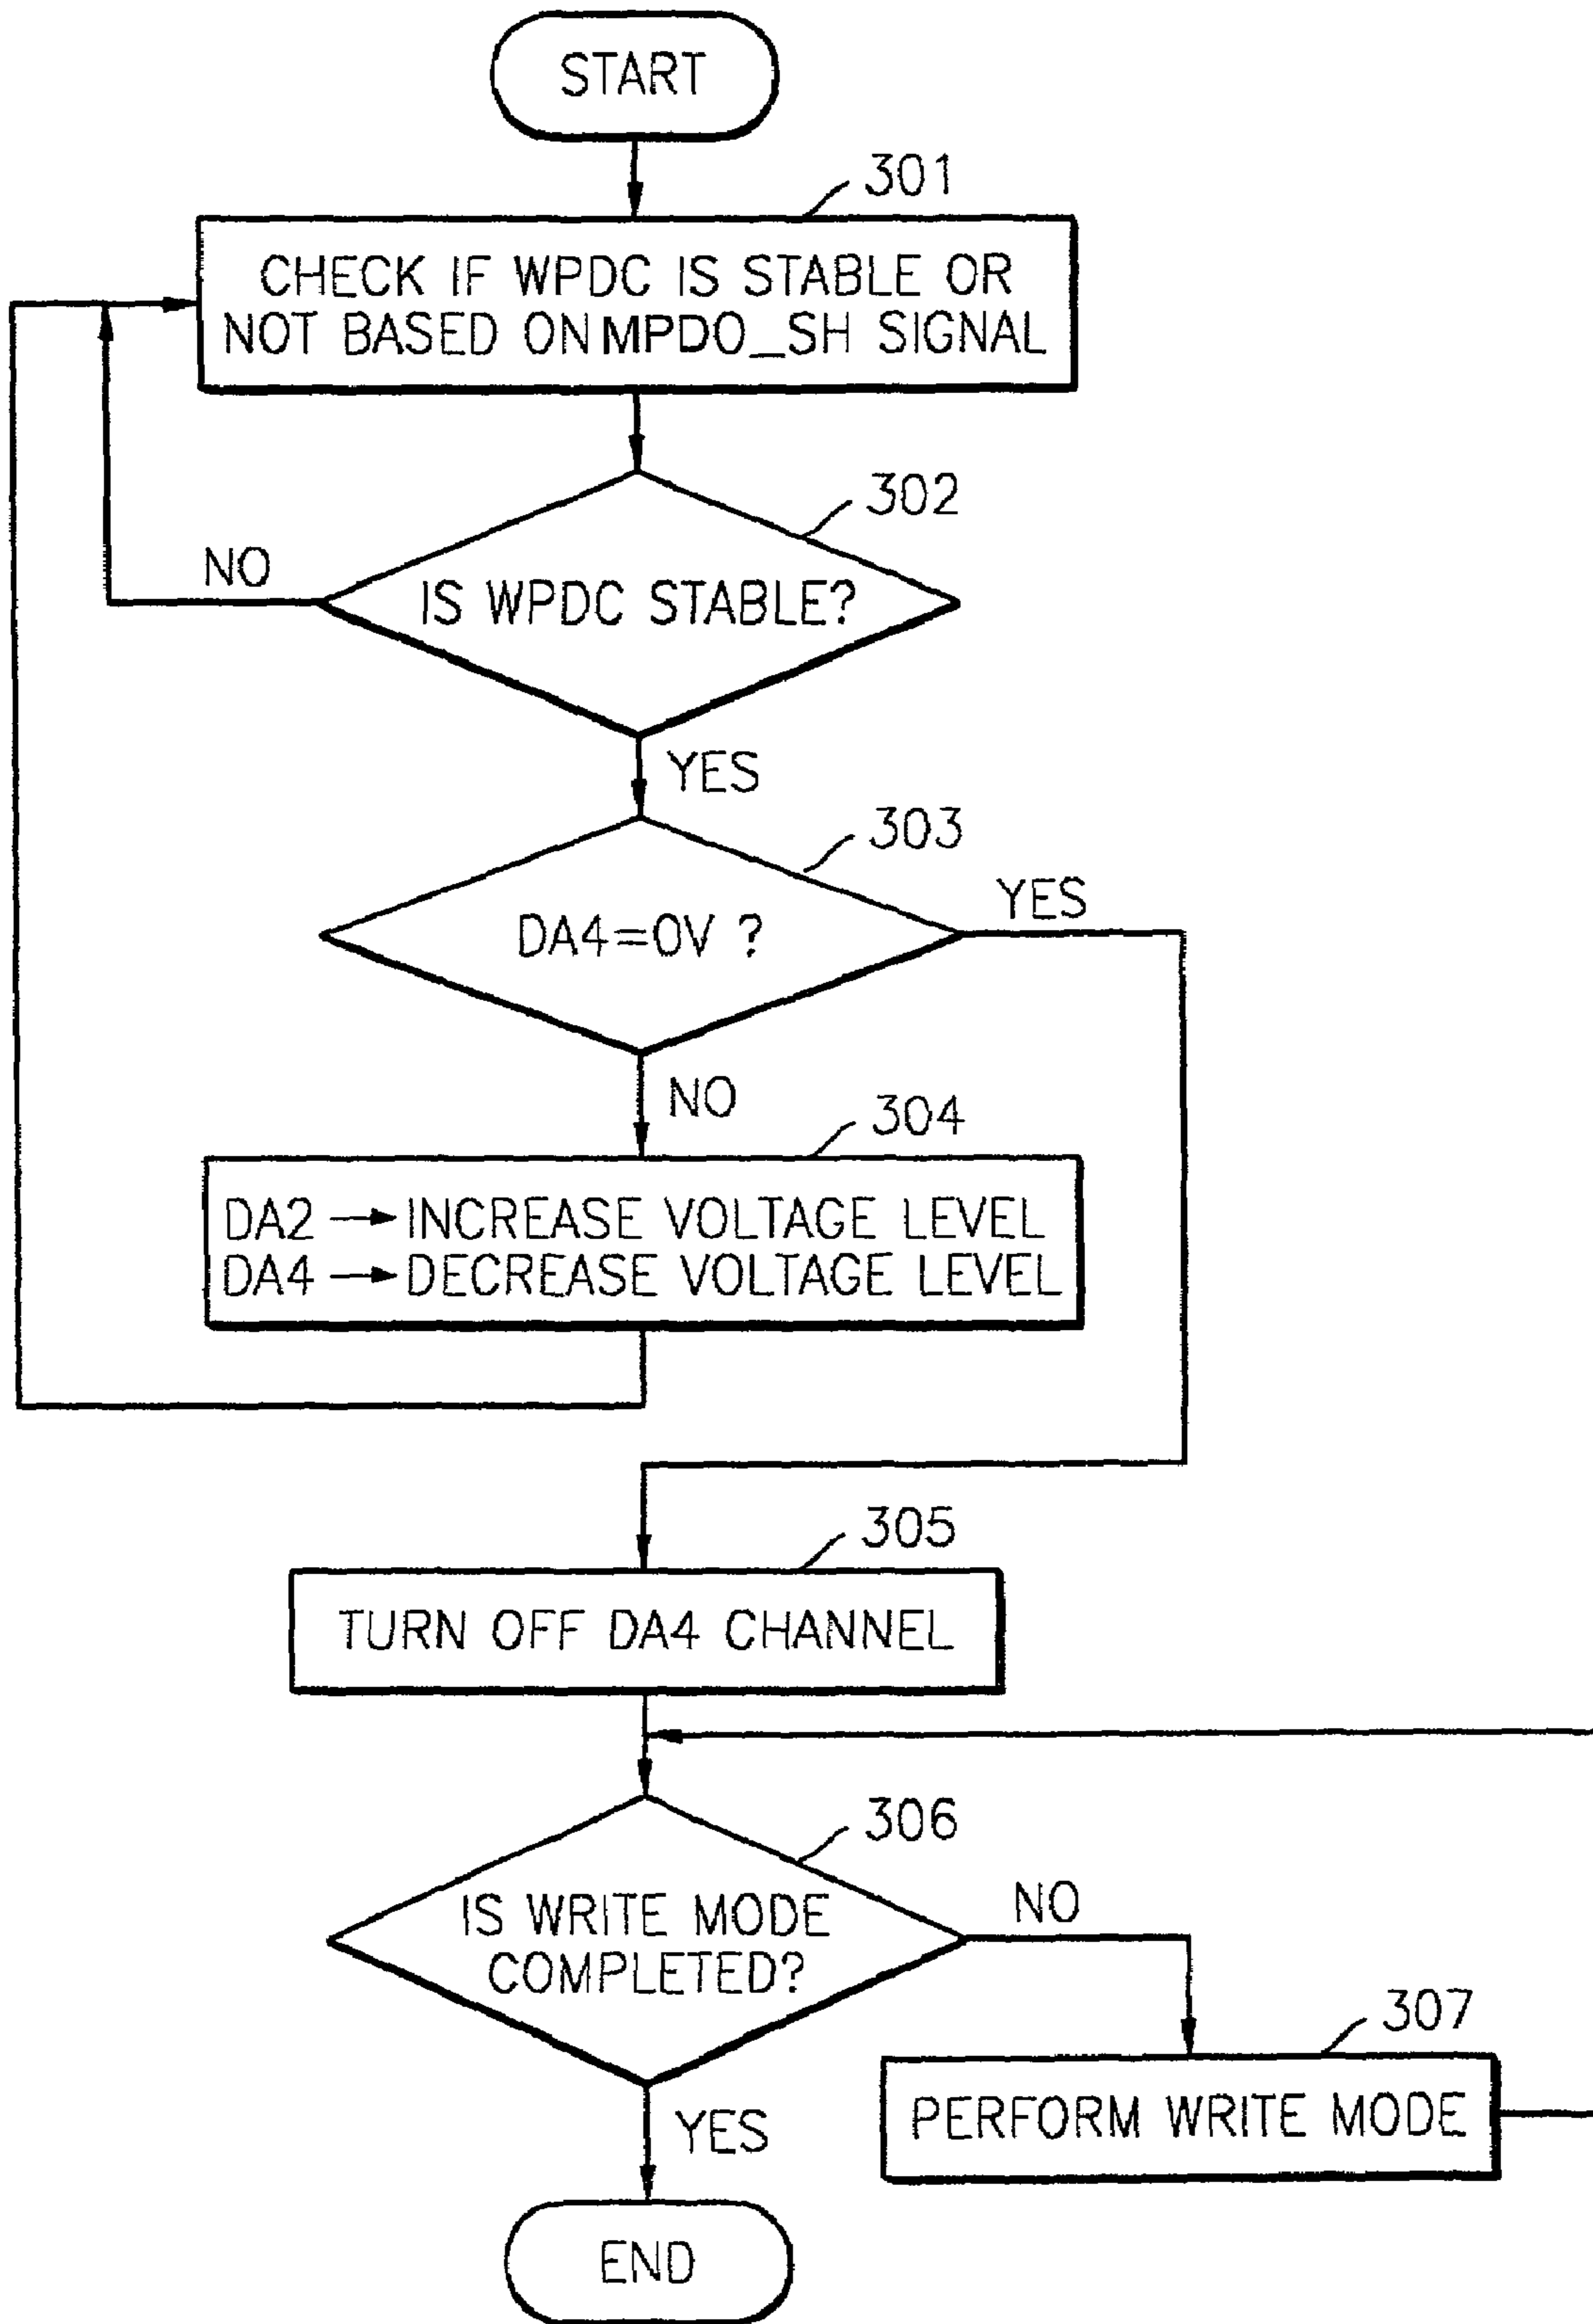 START
301
CHECK IF WPDC IS STABLE OR
NOT BASED ON MPDO_SH SIGNAL
302
NO
IS WPDC STABLE?
YES
303
YES
DA4=0V ?
NO
304
DA2 → INCREASE VOLTAGE LEVEL
DA4 → DECREASE VOLTAGE LEVEL
305
TURN OFF DA4 CHANNEL
306
NO
IS WRITE MODE
COMPLETED?
307
PERFORM WRITE MODE
YES
END